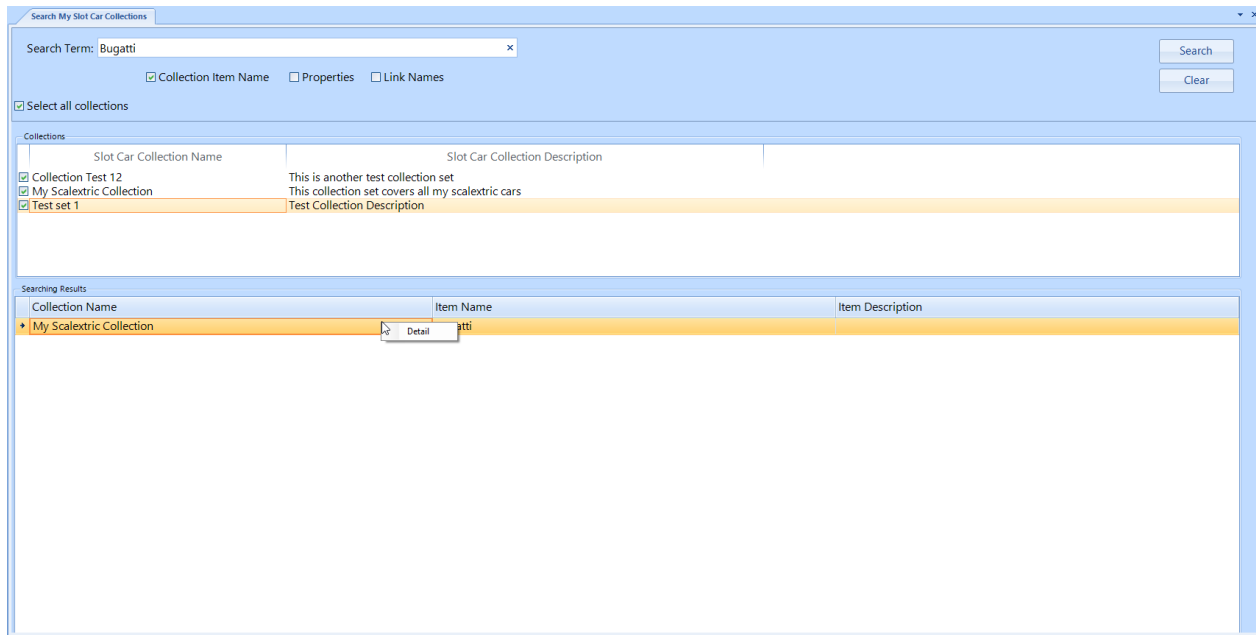 Search My Slot Car Collections
Search Term: Bugatti
Search
Collection Item Name Properties Link Names
Clear
Select all collections
Collections
Slot Car Collection Name Slot Car Collection Description
Collection Test 12 This is another test collection set
My Scalextric Collection This collection set covers all my scalextric cars
Test set 1 Test Collection Description
Searching Results
Collection Name Item Name Item Description
My Scalextric Collection atti
Detail